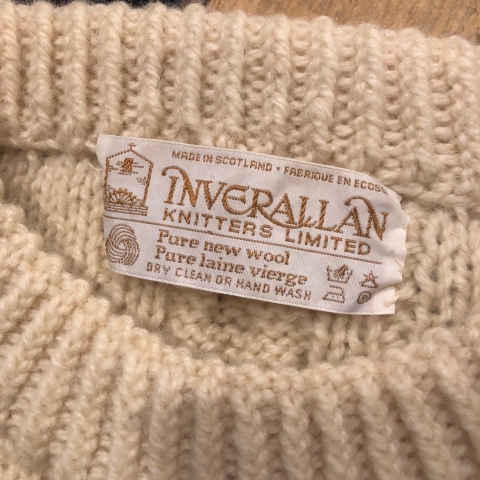 MADE IN SCOTLAND • FABRIQUE EN ECOSS
INVERALLAN
KNITTERS LIMITED
Pure new wool
Pure laine vierge
DRY CLEAN OR HAND WASH